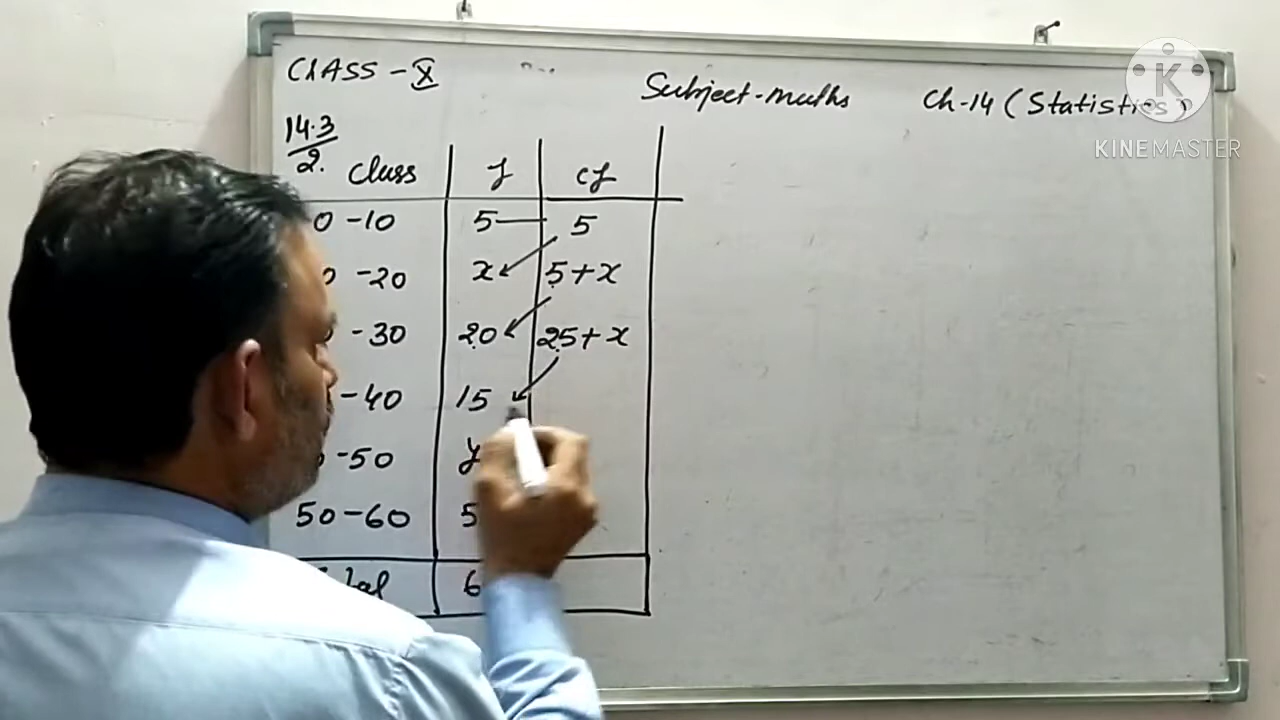 CLASS - X
Subject - maths
Ch-14 (Statistics)
K
KINEMASTER
14.3
2.
class f cf
0 -10 5 5
-20 x 5+x
-30 20 25+x
-40 15
-50 y
50-60 5
6